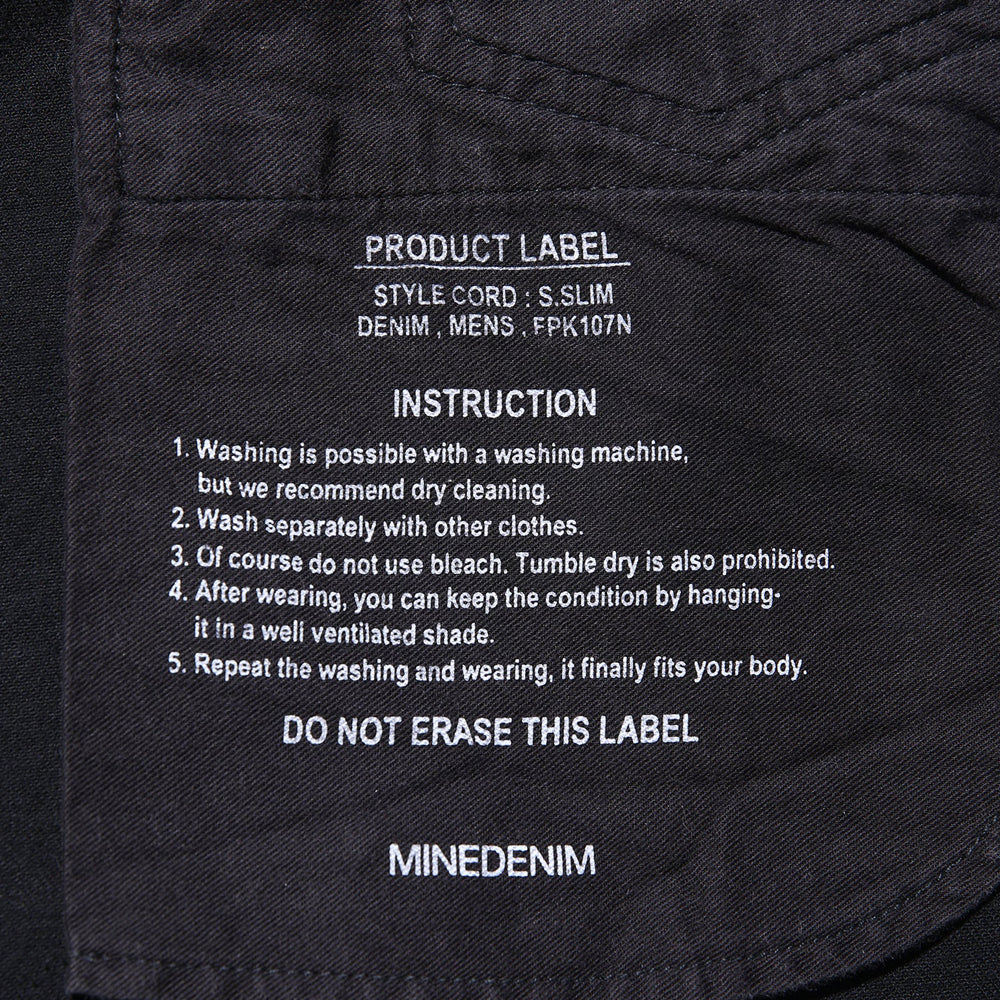 PRODUCT LABEL
STYLE CORD : S.SLIM
DENIM , MENS , FPK107N
INSTRUCTION
1. Washing is possible with a washing machine,
but we recommend dry cleaning.
2. Wash separately with other clothes.
3. Of course do not use bleach. Tumble dry is also prohibited.
4. After wearing, you can keep the condition by hanging-
it in a well ventilated shade.
5. Repeat the washing and wearing, it finally fits your body.
DO NOT ERASE THIS LABEL
MINEDENIM